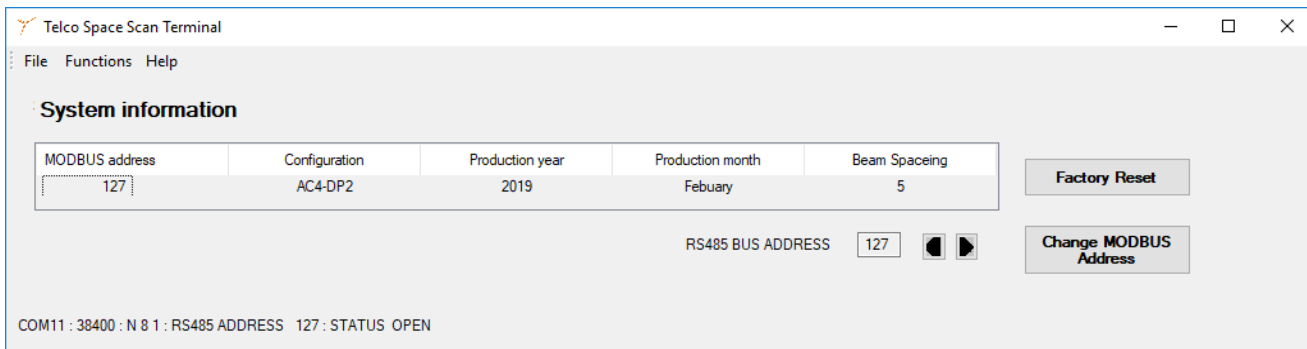 Telco Space Scan Terminal
File Functions Help
System information
MODBUS address Configuration Production year Production month Beam Spaceing
127 AC4-DP2 2019 Febuary 5
Factory Reset
RS485 BUS ADDRESS 127
Change MODBUS
Address
COM11 : 38400 : N 8 1 : RS485 ADDRESS 127 : STATUS OPEN